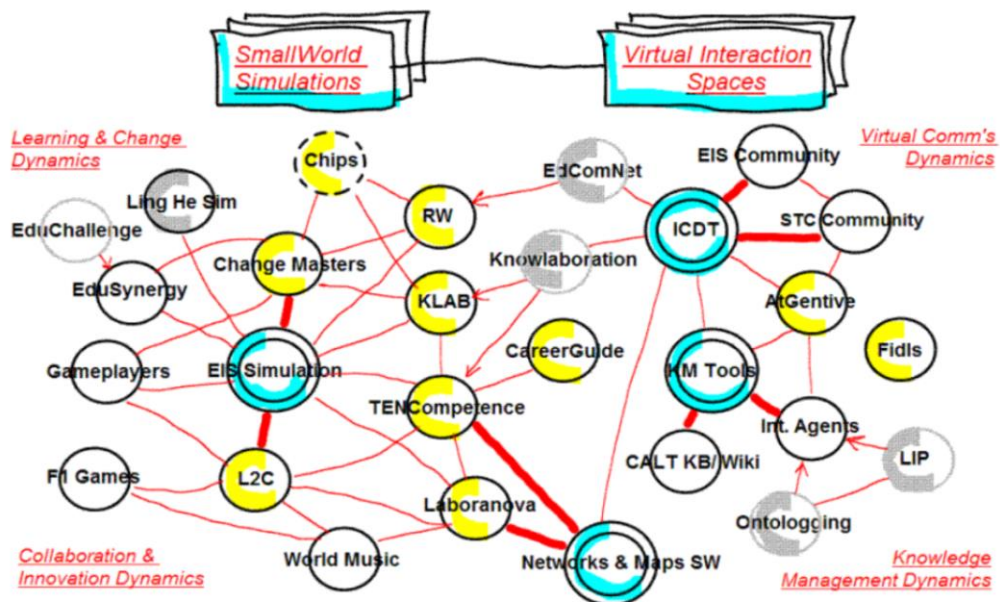 SmallWorld
Simulations
Virtual Interaction
Spaces
Learning & Change
Dynamics
Virtual Comm's
Dynamics
Chips
EdComNet
EIS Community
Ling He Sim
RW
ICDT
STC Community
EduChallenge
Change Masters
Knowlaboration
EduSynergy
KLAB
AtGentive
Gameplayers
EIS Simulation
CareerGuide
KM Tools
FidIs
TENCompetence
Int. Agents
F1 Games
L2C
CALT KB/Wiki
LIP
Laboranova
Ontologging
World Music
Networks & Maps SW
Collaboration &
Innovation Dynamics
Knowledge
Management Dynamics